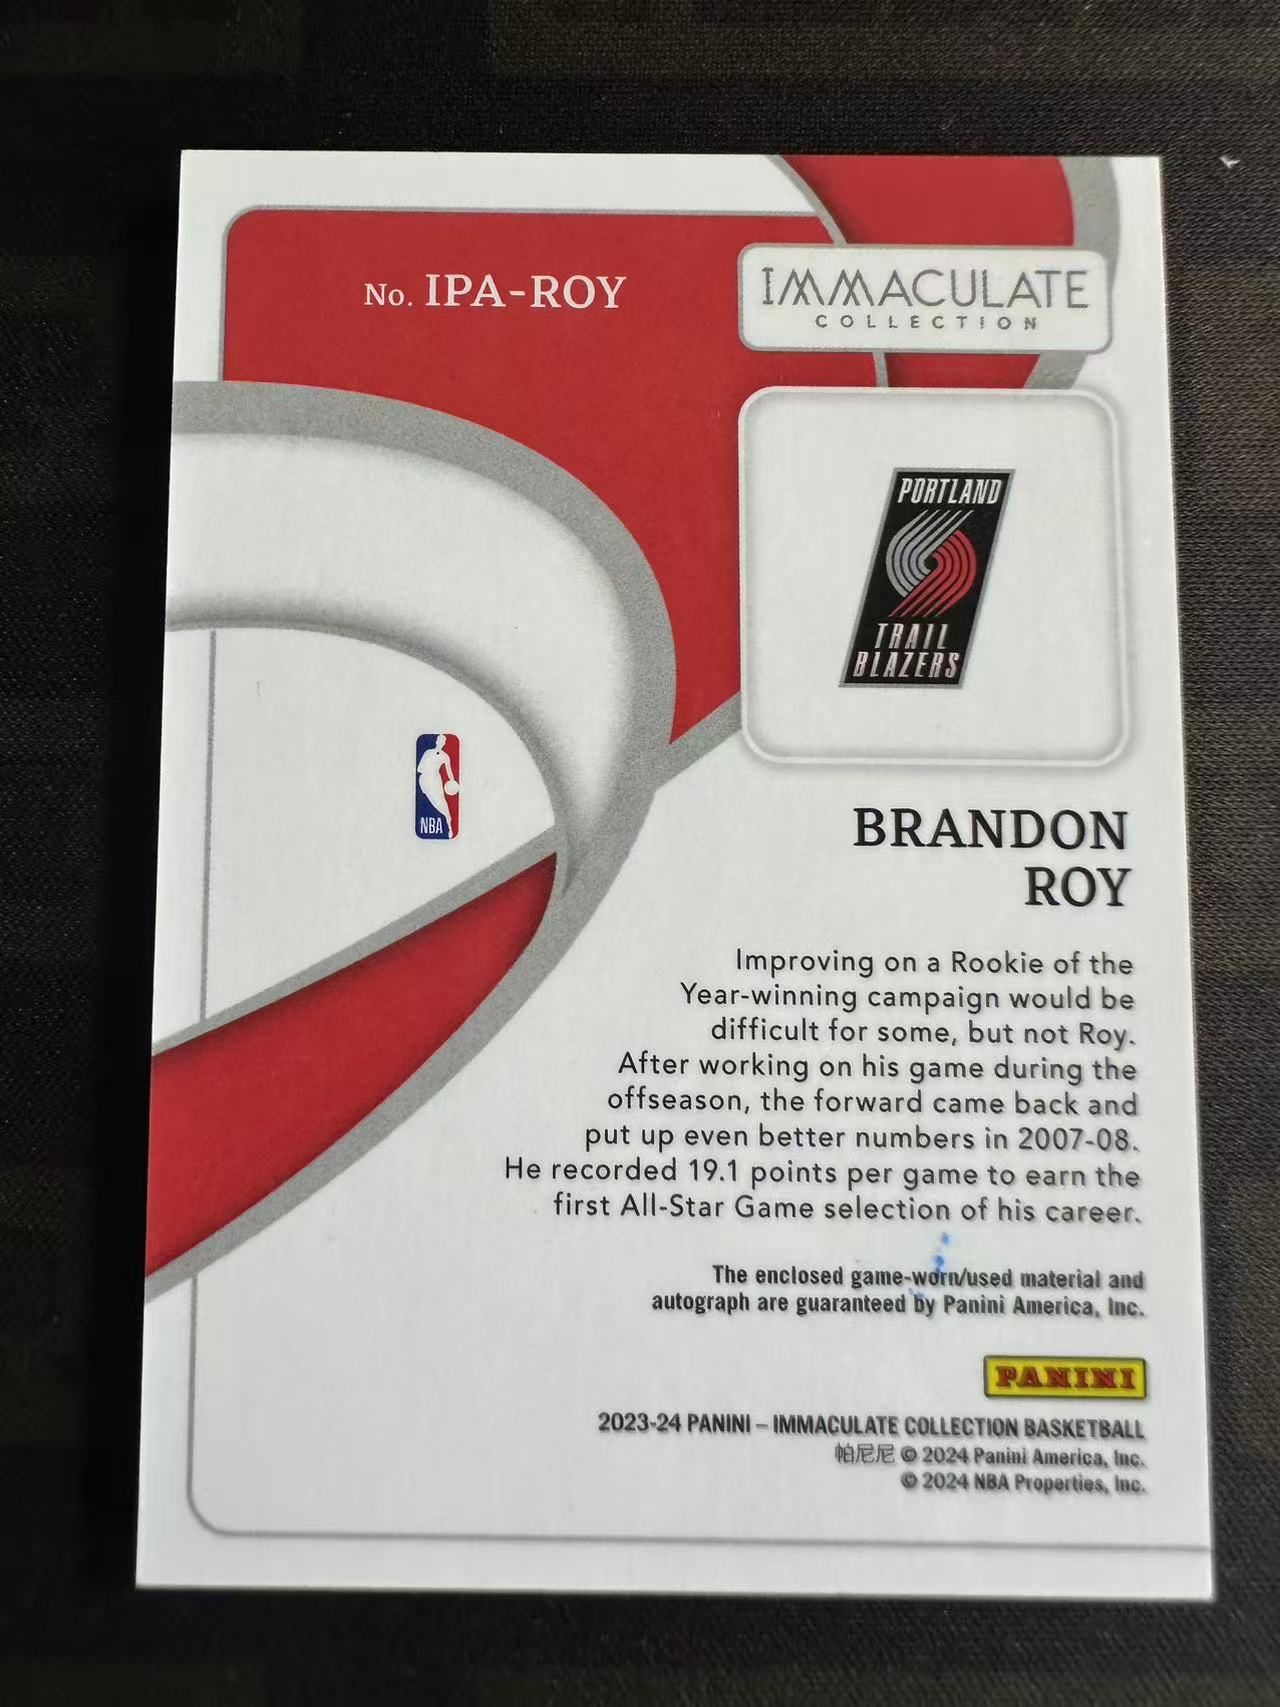 No. IPA-ROY
IMMACULATE
COLLECTION
PORTLAND
TRAIL
BLAZERS
NBA
BRANDON
ROY
Improving on a Rookie of the
Year-winning campaign would be
difficult for some, but not Roy.
After working on his game during the
offseason, the forward came back and
put up even better numbers in 2007-08.
He recorded 19.1 points per game to earn the
first All-Star Game selection of his career.
The enclosed game-worn/used material and
autograph are guaranteed by Panini America, Inc.
PANINI
2023-24 PANINI – IMMACULATE COLLECTION BASKETBALL
帕尼尼 © 2024 Panini America, Inc.
© 2024 NBA Properties, Inc.